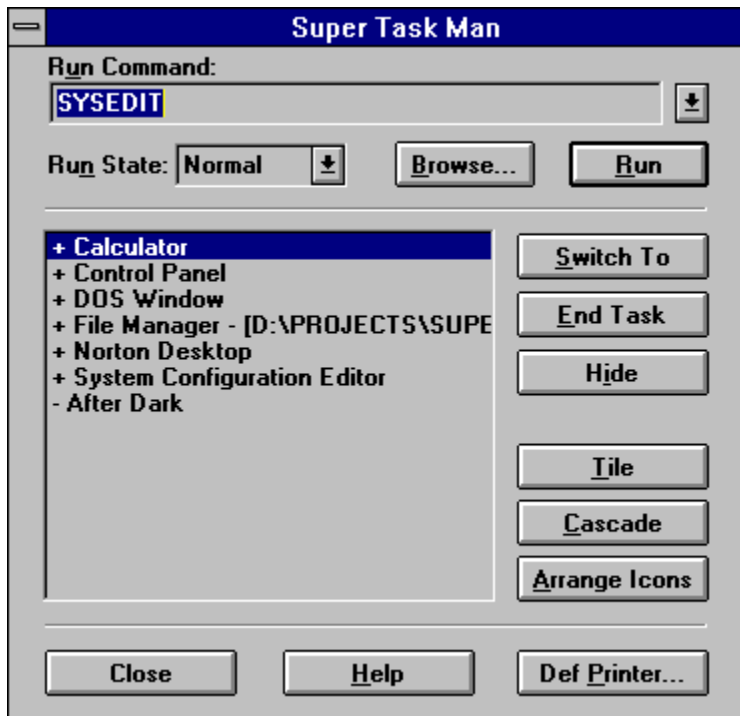 Super Task Man
Run Command:
SYSEDIT
Run State: Normal Browse... Run
+ Calculator
+ Control Panel
+ DOS Window
+ File Manager - [D:\PROJECTS\SUPE
+ Norton Desktop
+ System Configuration Editor
- After Dark
Switch To
End Task
Hide
Tile
Cascade
Arrange Icons
Close Help Def Printer...